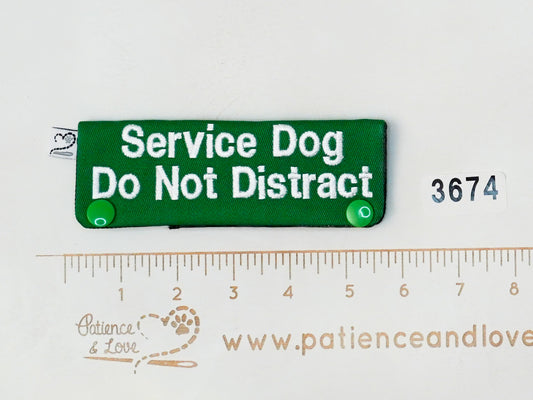 Service Dog
Do Not Distract
3674
1 2 3 4 5 6 7 8
Patience
& Love
www.patienceandlove